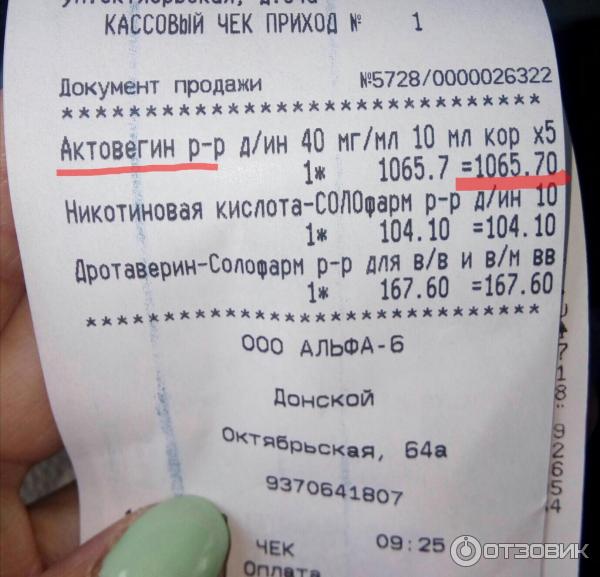 КАССОВЫЙ ЧЕК ПРИХОД № 1
Документ продажи №5728/0000026322
*******************************
Актовегин р-р д/ин 40 мг/мл 10 мл кор х5
1ж 1065.7 =1065.70
Никотиновая кислота-СОЛОфарм р-р д/ин 10
1ж 104.10 =104.10
Дротаверин-Солофарм р-р для в/в и в/м вв
1ж 167.60 =167.60
*******************************
ООО АЛЬФА-6
Донской
Октябрьская, 64а
9370641807
ЧЕК 09:25
Оплата
ОТЗОВИК